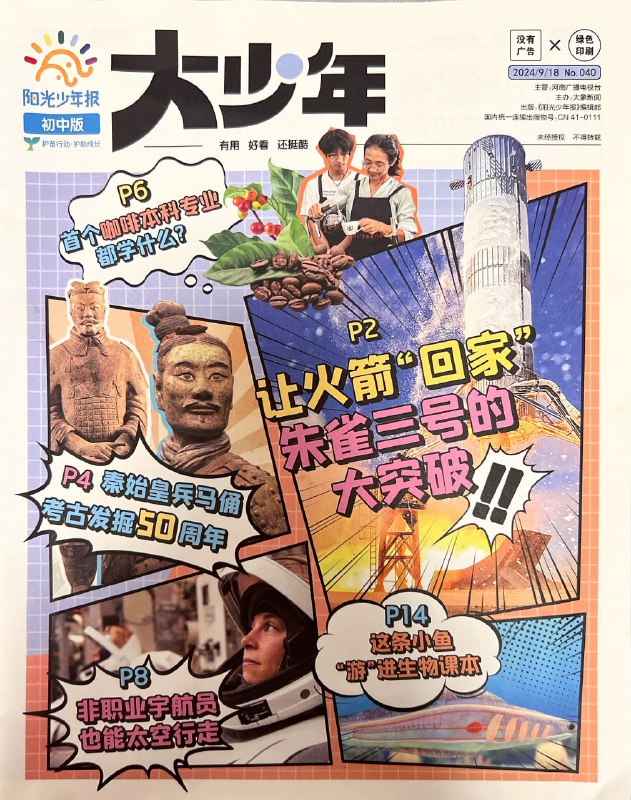 阳光少年报
初中版
护苗行动·护助成长
大少年
有用 好看 还挺酷
没有
广告
×
绿色
印刷
2024/9/18 No.040
主管:河南广播电视台
主办:大象新闻
出版:《阳光少年报》编辑部
国内统一连续出版物号:CN 41-0111
未经授权 不得转载
P6
首个咖啡本科专业
都学什么?
P2
让火箭“回家”
朱雀三号的
大突破!!
P4 秦始皇兵马俑
考古发掘50周年
P8
非职业宇航员
也能太空行走
P14
这条小鱼
“游”进生物课本